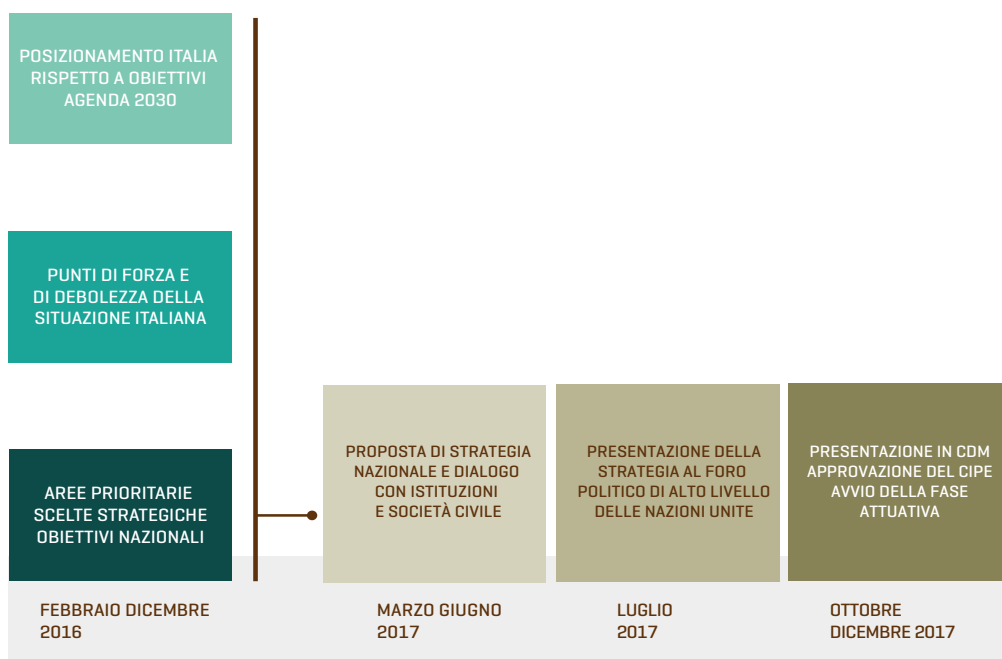 POSIZIONAMENTO ITALIA
RISPETTO A OBIETTIVI
AGENDA 2030
PUNTI DI FORZA E
DI DEBOLEZZA DELLA
SITUAZIONE ITALIANA
AREE PRIORITARIE
SCELTE STRATEGICHE
OBIETTIVI NAZIONALI
PROPOSTA DI STRATEGIA
NAZIONALE E DIALOGO
CON ISTITUZIONI
E SOCIETÀ CIVILE
PRESENTAZIONE DELLA
STRATEGIA AL FORO
POLITICO DI ALTO LIVELLO
DELLE NAZIONI UNITE
PRESENTAZIONE IN CDM
APPROVAZIONE DEL CIPE
AVVIO DELLA FASE
ATTUATIVA
FEBBRAIO DICEMBRE
2016
MARZO GIUGNO
2017
LUGLIO
2017
OTTOBRE
DICEMBRE 2017